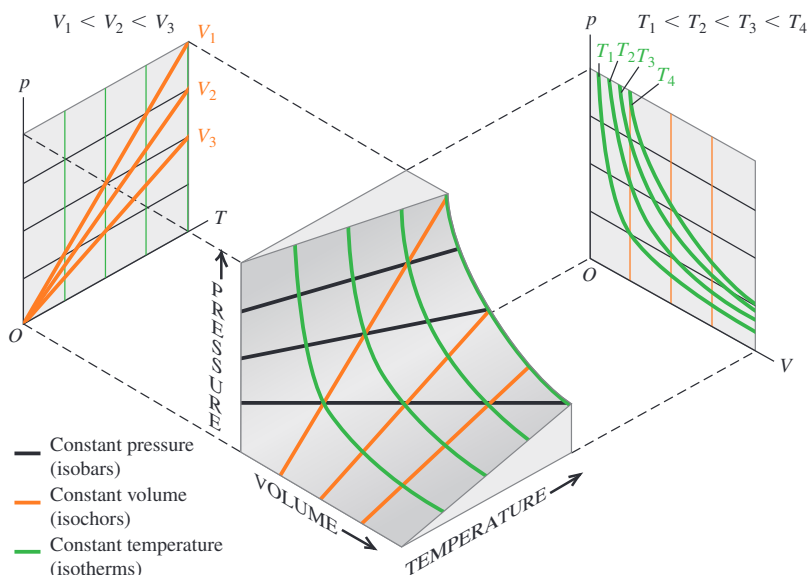 V₁ < V₂ < V₃
V₁
p
V₂
V₃
T
O
p
T₁ < T₂ < T₃ < T₄
T₁ T₂ T₃
T₄
O
V
PRESSURE
VOLUME
TEMPERATURE
Constant pressure
(isobars)
Constant volume
(isochors)
Constant temperature
(isotherms)